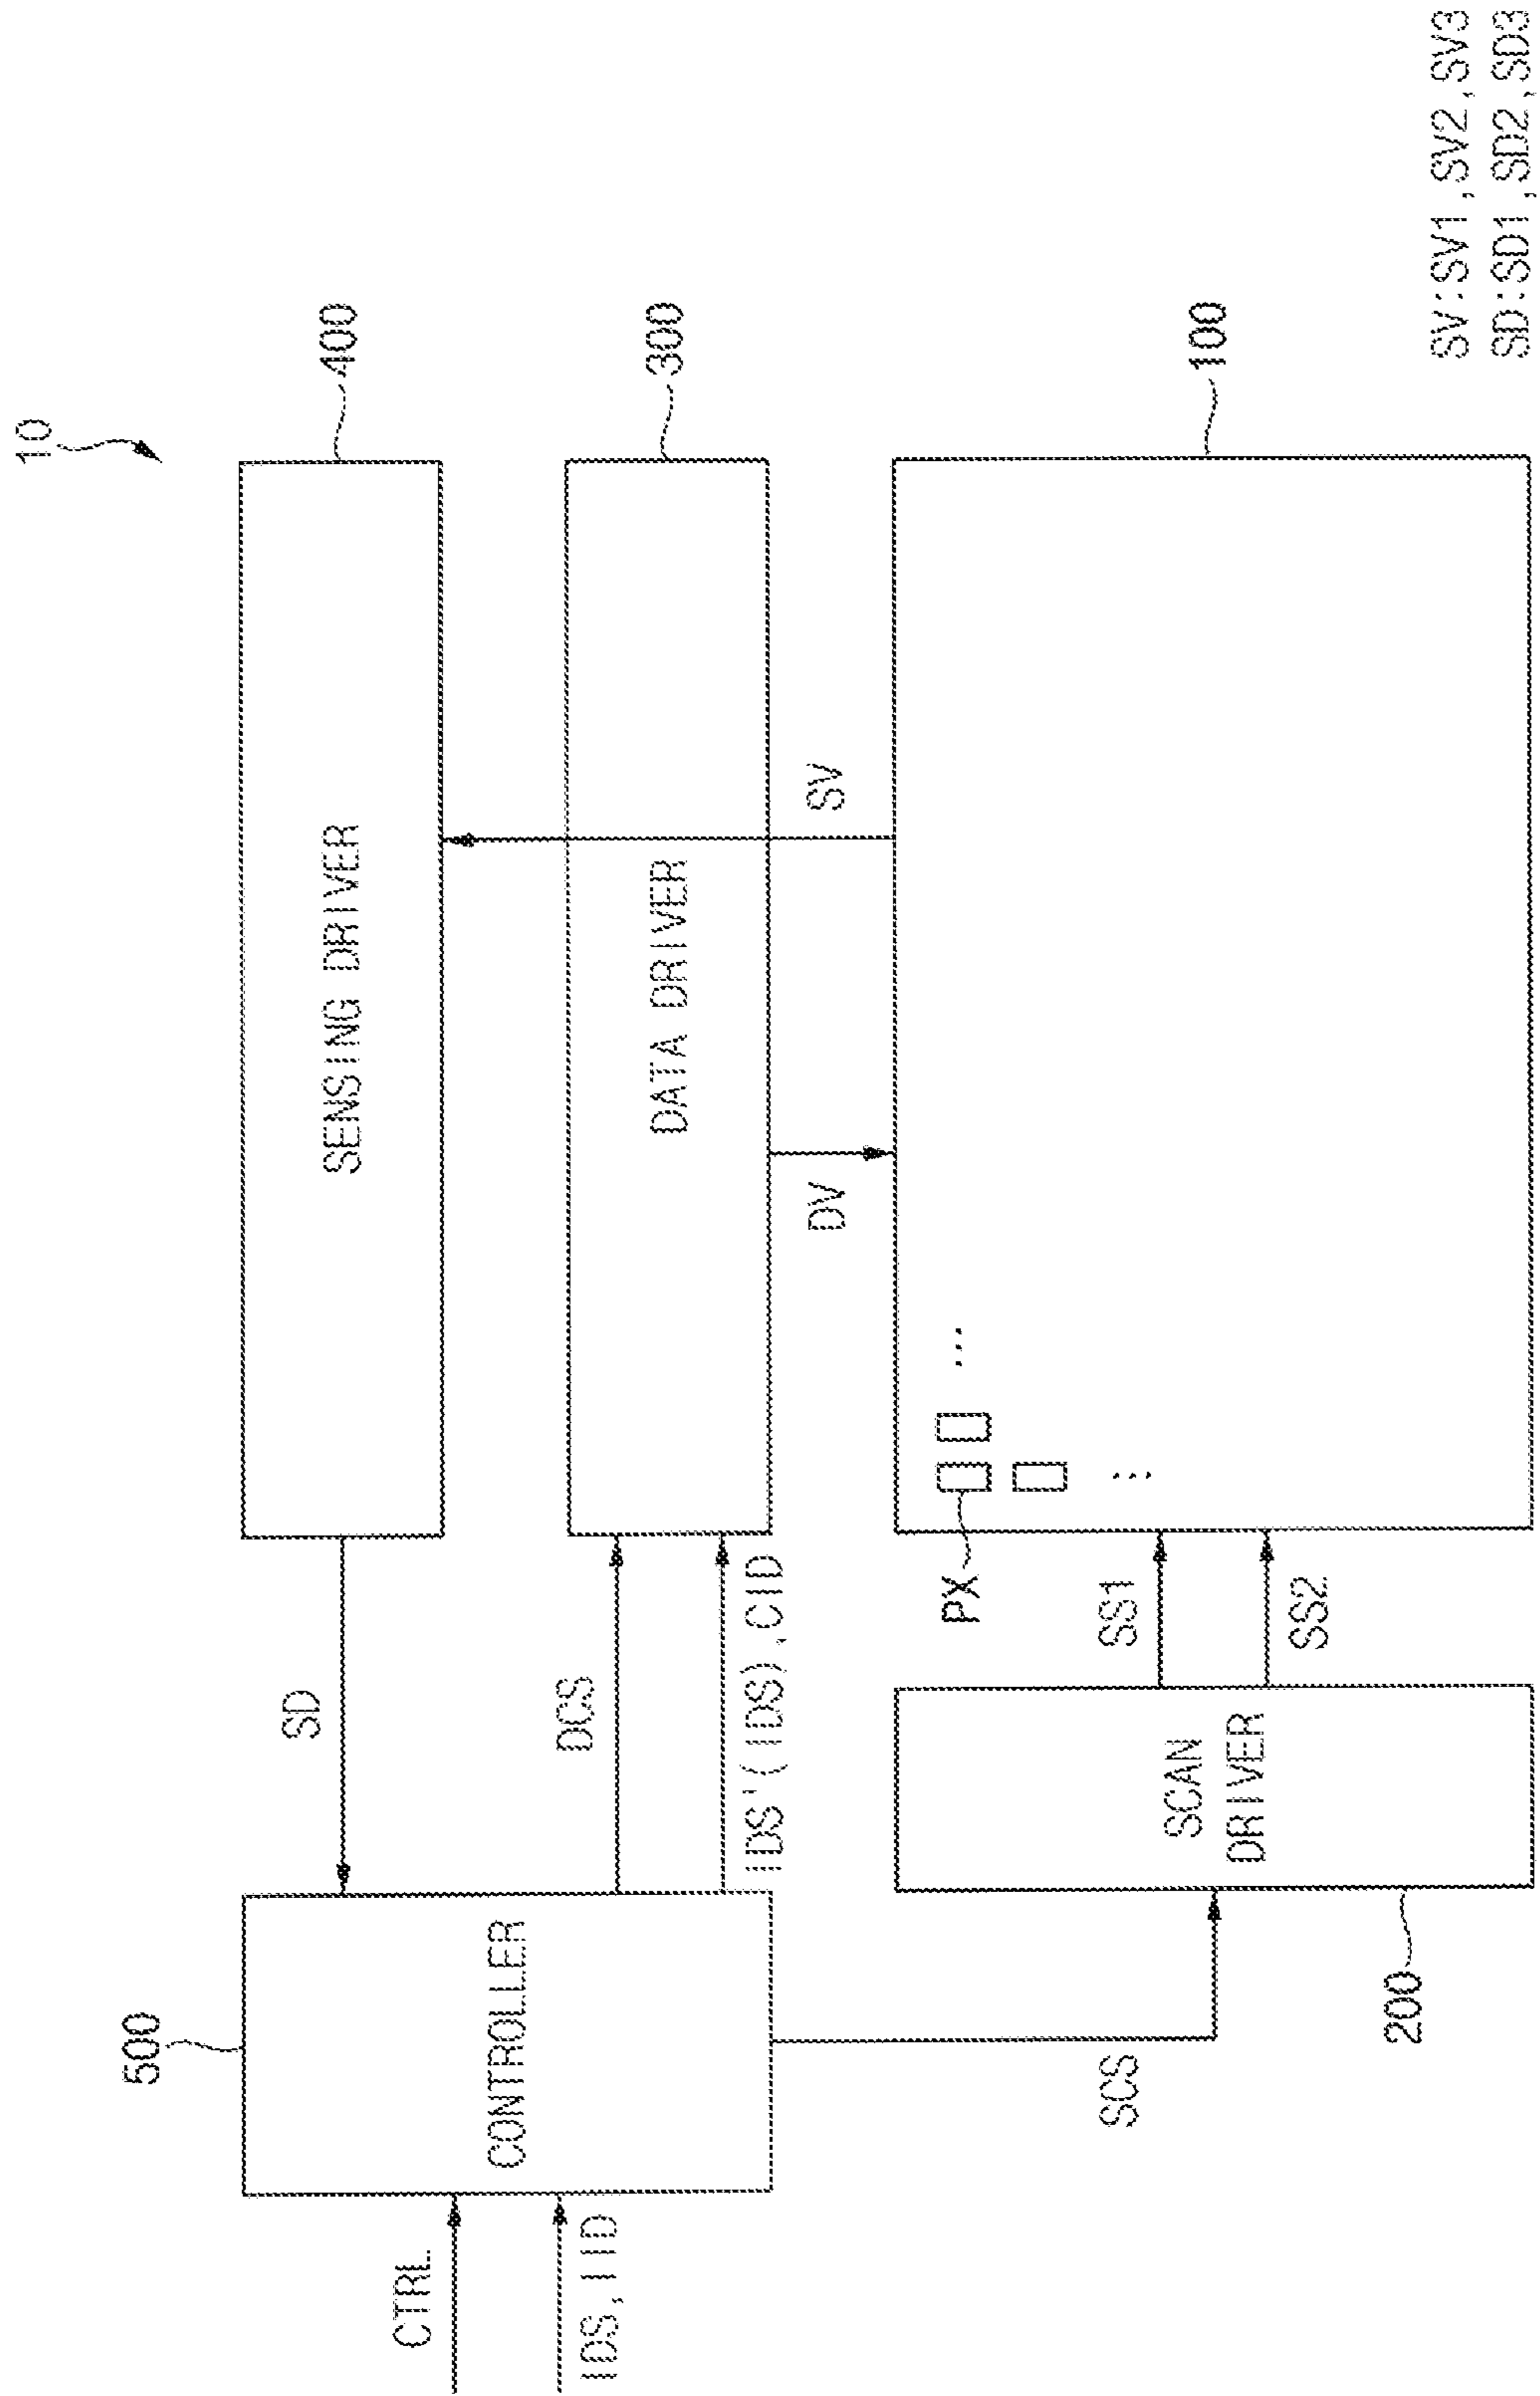 10
500
400
SENSING DRIVER
SD
CTRL
CONTROLLER
IDS,IID
DCS
300
DATA DRIVER
IDS'(IDS),CID
DV
SV
SCS
PX
...
SS1
SS2
SCAN
DRIVER
200
100
SV:SV1,SV2,SV3
SD:SD1,SD2,SD3